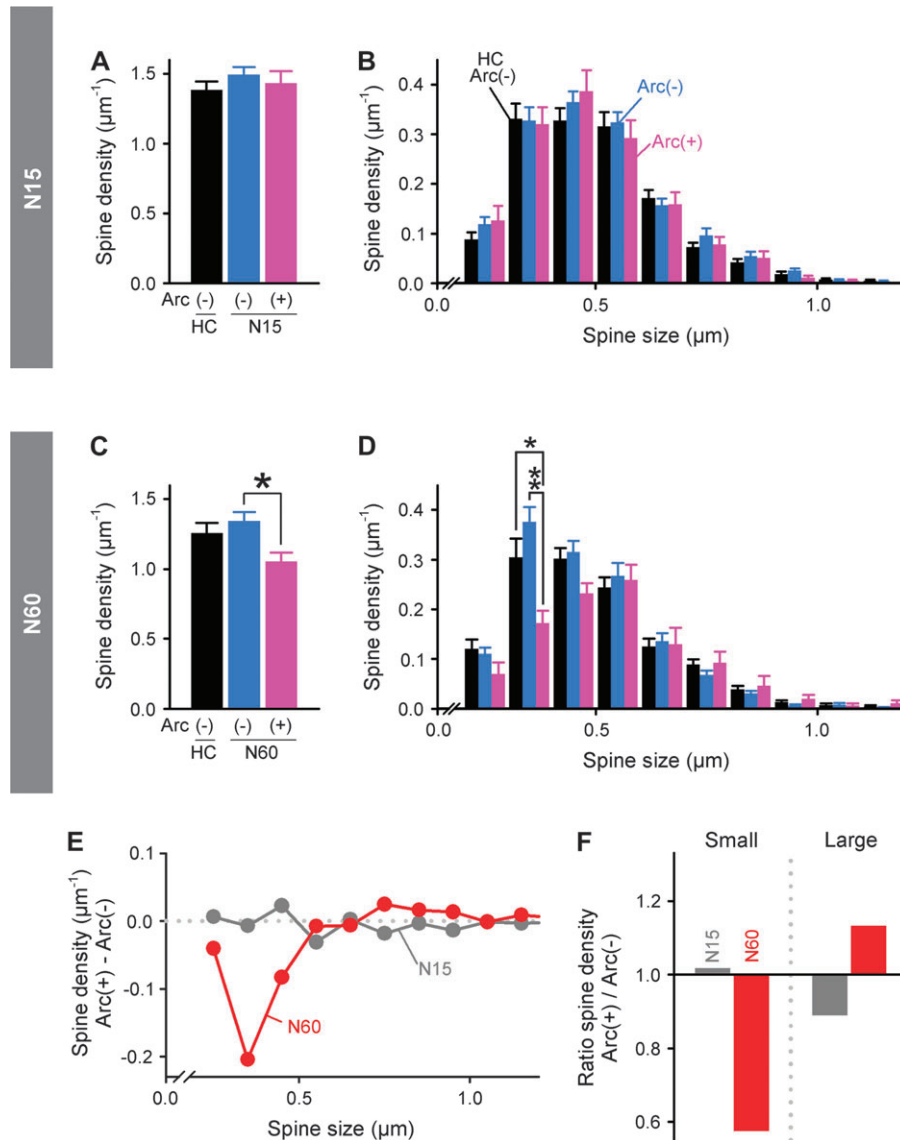 N15
A
Spine density (µm⁻¹)
1.5
1.0
0.5
0.0
Arc (-) (-) (+)
HC N15
B
Spine density (µm⁻¹)
0.4
0.3
0.2
0.1
0.0
HC
Arc(-)
Arc(-)
Arc(+)
0.0 0.5 1.0
Spine size (µm)
N60
C
Spine density (µm⁻¹)
1.5
1.0
0.5
0.0
*
Arc (-) (-) (+)
HC N60
D
Spine density (µm⁻¹)
0.4
0.3
0.2
0.1
0.0
*
**
0.0 0.5 1.0
Spine size (µm)
E
Spine density (µm⁻¹)
Arc(+) - Arc(-)
0.1
0.0
-0.1
-0.2
N15
N60
0.0 0.5 1.0
Spine size (µm)
F
Small Large
Ratio spine density
Arc(+) / Arc(-)
1.2
1.0
0.8
0.6
N15
N60